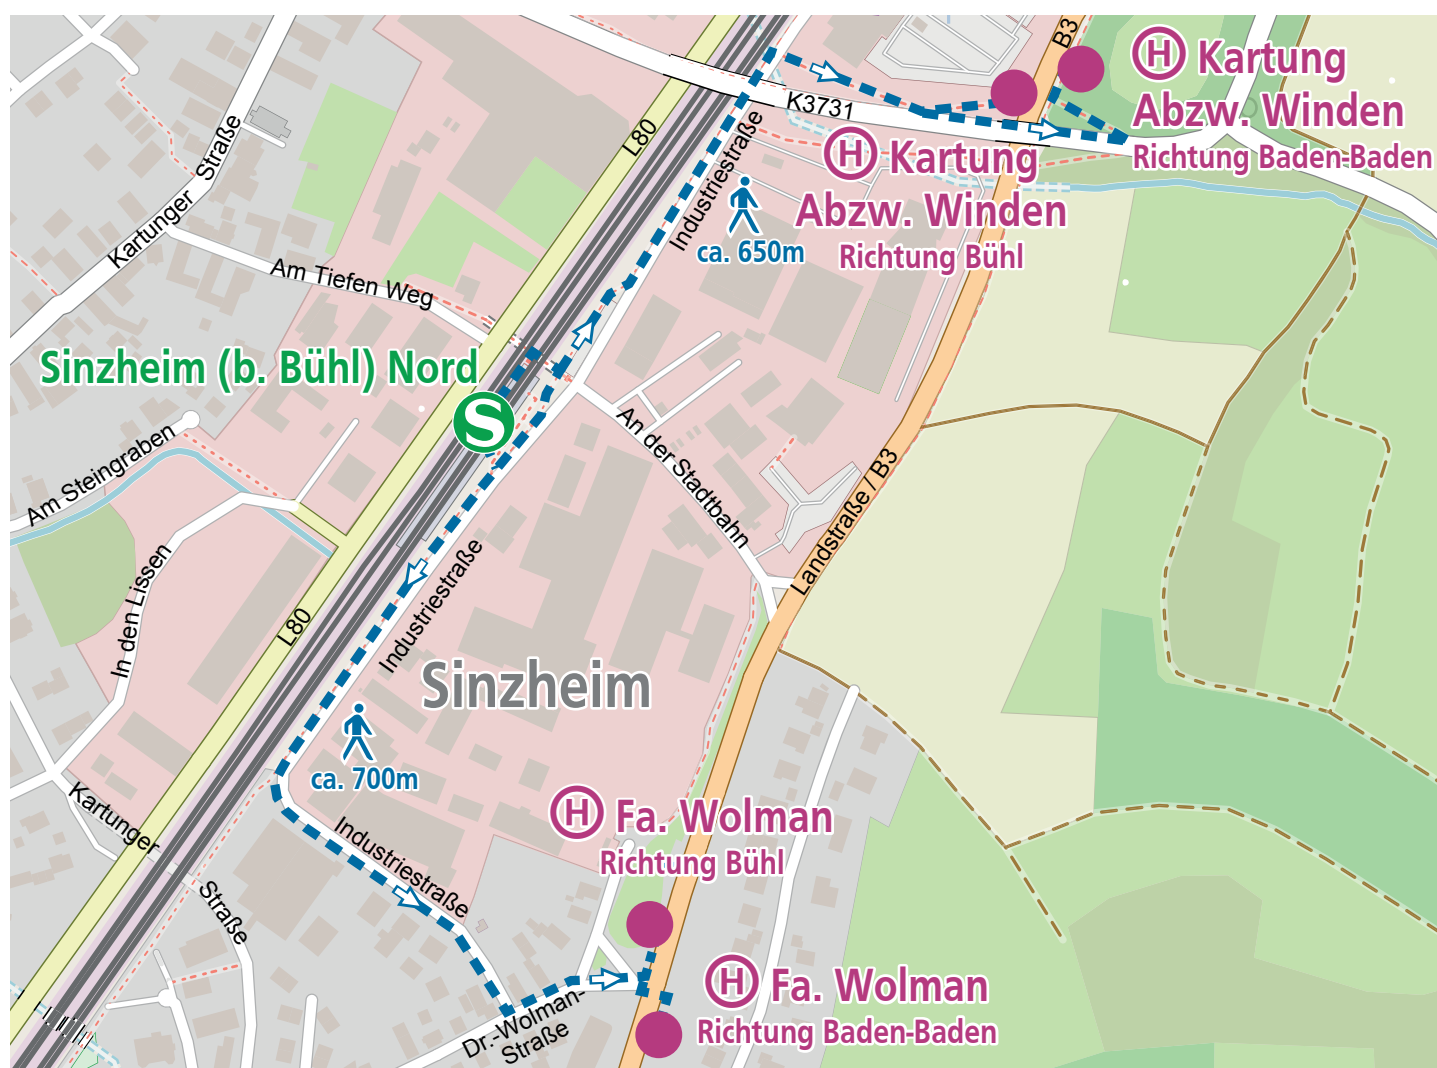 B3
H Kartung
Abzw. Winden
Richtung Baden-Baden
K3731
H Kartung
Abzw. Winden
Richtung Bühl
L80
Industriestraße
ca. 650m
Kartunger Straße
Am Tiefen Weg
Sinzheim (b. Bühl) Nord
S
Am Steingraben
An der Stadtbahn
Landstraße / B3
In den Lissen
Industriestraße
L80
Sinzheim
ca. 700m
Kartunger
Straße
Industriestraße
H Fa. Wolman
Richtung Bühl
H Fa. Wolman
Richtung Baden-Baden
Dr.-Wolman-
Straße